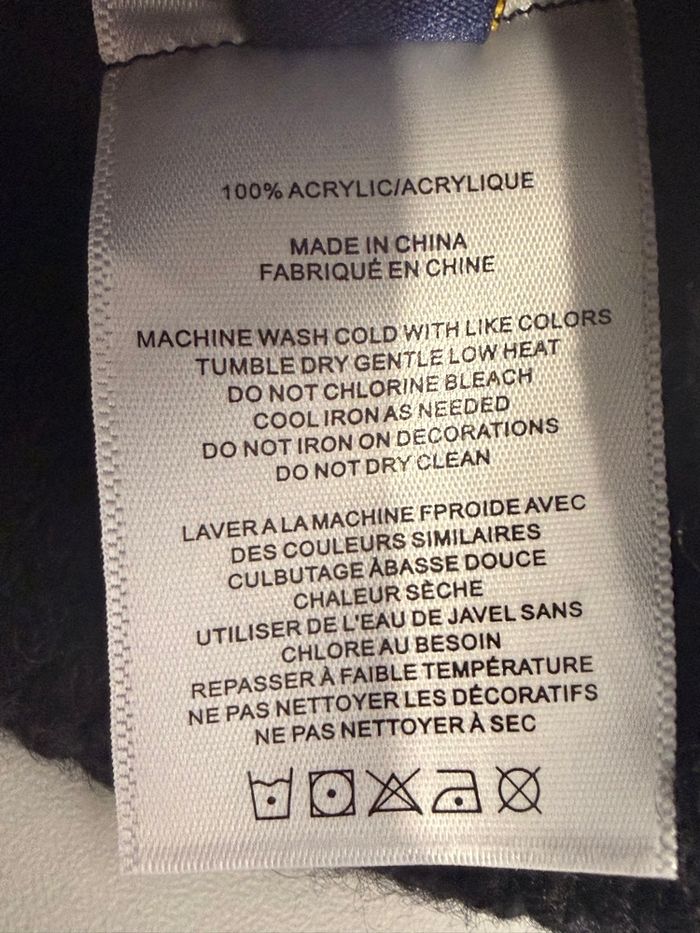 100% ACRYLIC/ACRYLIQUE
MADE IN CHINA
FABRIQUÉ EN CHINE
MACHINE WASH COLD WITH LIKE COLORS
TUMBLE DRY GENTLE LOW HEAT
DO NOT CHLORINE BLEACH
COOL IRON AS NEEDED
DO NOT IRON ON DECORATIONS
DO NOT DRY CLEAN
LAVER A LA MACHINE FPROIDE AVEC
DES COULEURS SIMILAIRES
CULBUTAGE ÀBASSE DOUCE
CHALEUR SÈCHE
UTILISER DE L'EAU DE JAVEL SANS
CHLORE AU BESOIN
REPASSER À FAIBLE TEMPÉRATURE
NE PAS NETTOYER LES DÉCORATIFS
NE PAS NETTOYER À SEC